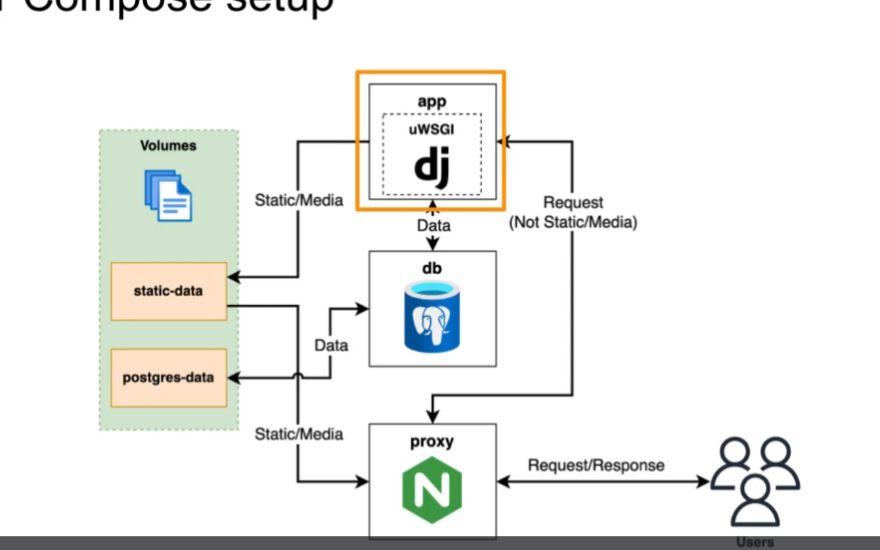 Compose setup
app
uWSGI
dj
Volumes
Static/Media
Request
(Not Static/Media)
Data
db
static-data
Data
postgres-data
Static/Media
proxy
N
Request/Response
Users